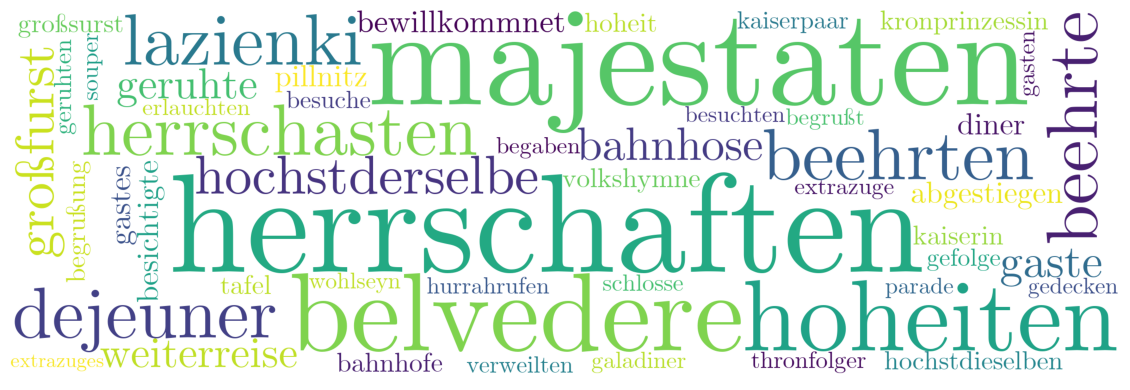 großsurst
lazienki
bewillkommnet
hoheit
kaiserpaar
kronprinzessin
majestaten
beehrte
großfurst
geruhten
souper
geruhte
pillnitz
gasten
erlauchten
besuche
herrschasten
besuchten
begrußt
diner
begaben
bahnhose
beehrten
hochstderselbe
volkshymne
extrazuge
abgestiegen
begrußung
gastes
besichtigte
herrschaften
kaiserin
gefolge
gaste
tafel
wohlseyn
hurrahrufen
schlosse
parade
gedecken
dejeuner
belvedere
hoheiten
extrazuges
weiterreise
bahnhofe
verweilten
galadiner
thronfolger
hochstdieselben